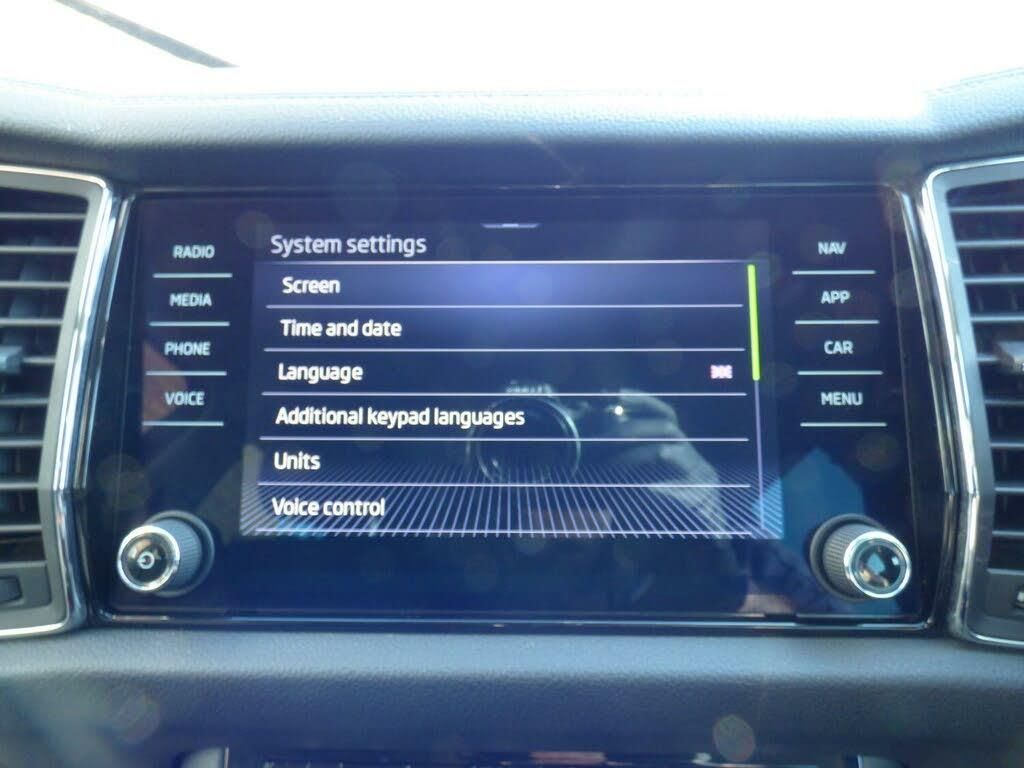 System settings
RADIO
MEDIA
PHONE
VOICE
Screen
Time and date
Language
Additional keypad languages
Units
Voice control
NAV
APP
CAR
MENU